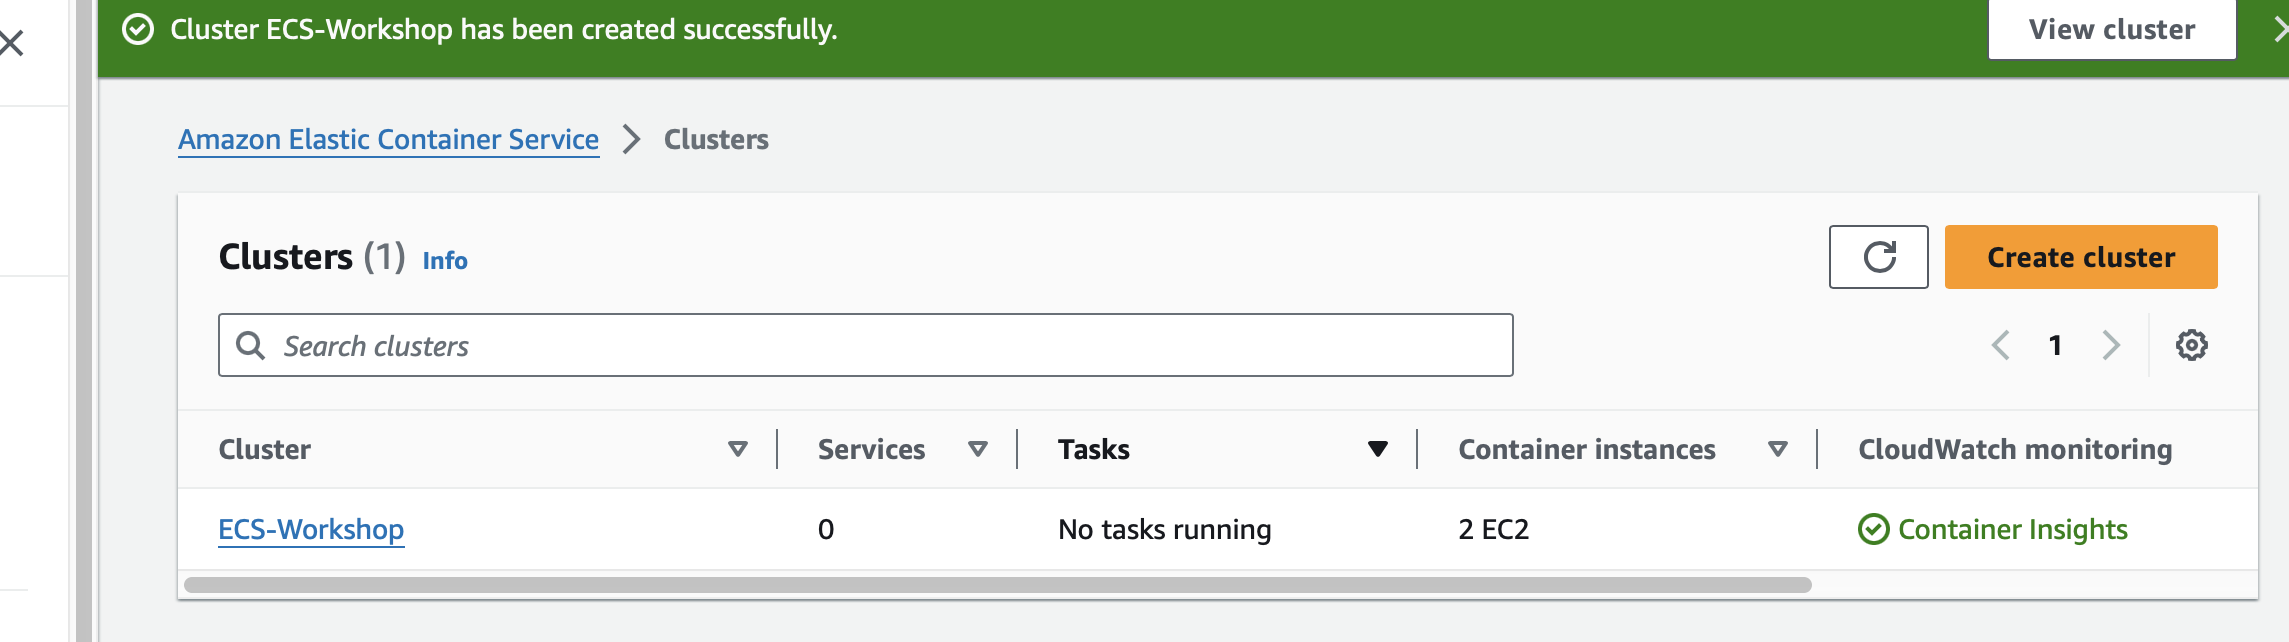 Cluster ECS-Workshop has been created successfully.
View cluster
Amazon Elastic Container Service > Clusters
Clusters (1) Info
Create cluster
Search clusters
1
Cluster Services Tasks Container instances CloudWatch monitoring
ECS-Workshop 0 No tasks running 2 EC2 Container Insights